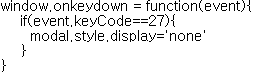 window.onkeydown = function(event){
if(event.keyCode==27){
modal.style.display='none'
}
}